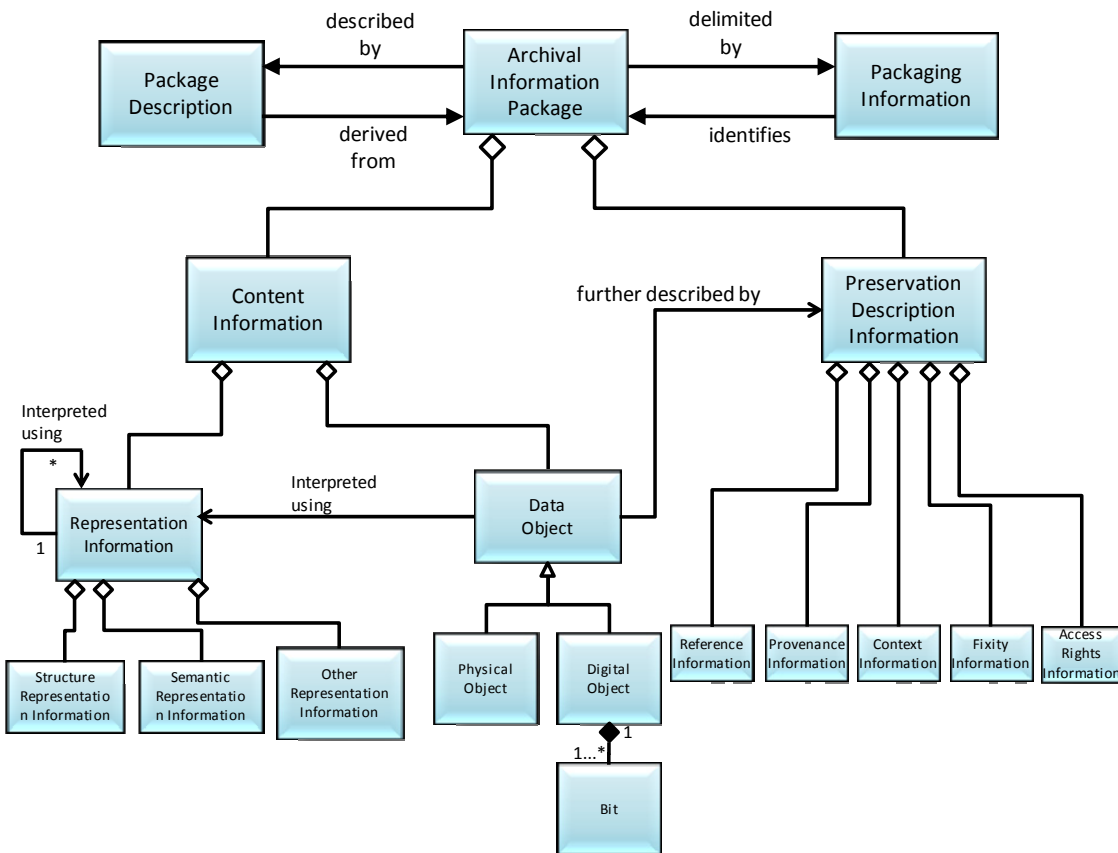 described
by
delimited
by
Package
Description
Archival
Information
Package
Packaging
Information
derived
from
identifies
Content
Information
further described by
Preservation
Description
Information
Interpreted
using
*
Representation
Information
1
Interpreted
using
Data
Object
Structure
Representatio
n Information
Semantic
Representatio
n Information
Other
Representation
Information
Physical
Object
Digital
Object
Reference
Information
Provenance
Information
Context
Information
Fixity
Information
Access
Rights
Information
1
1...*
Bit